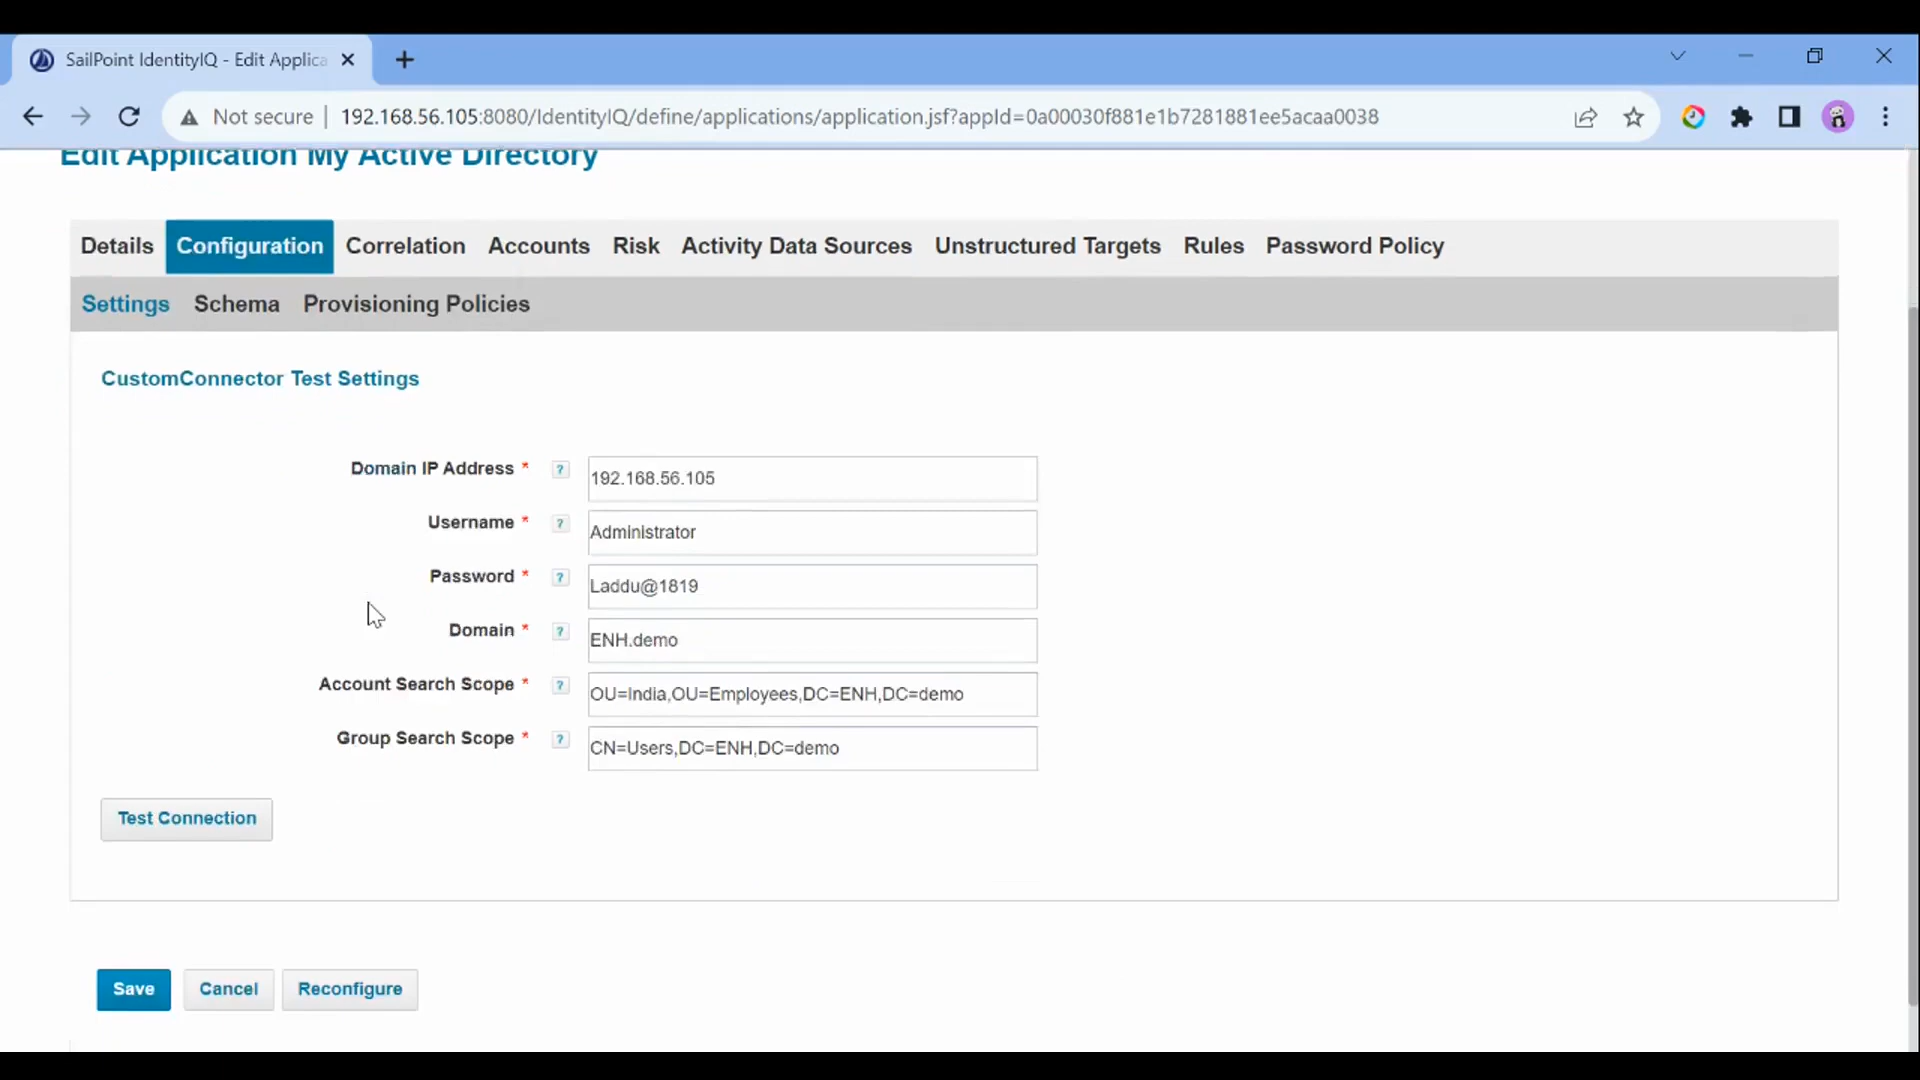 SailPoint IdentityIQ - Edit Applica
Not secure
192.168.56.105:8080/IdentityIQ/define/applications/application.jsf?appId=0a00030f881e1b7281881ee5acaa0038
Edit Application My Active Directory
Details Configuration Correlation Accounts Risk Activity Data Sources Unstructured Targets Rules Password Policy
Settings Schema Provisioning Policies
CustomConnector Test Settings
Domain IP Address * ? 192.168.56.105
Username * ? Administrator
Password * ? Laddu@1819
Domain * ? ENH.demo
Account Search Scope * ? OU=India,OU=Employees,DC=ENH,DC=demo
Group Search Scope * ? CN=Users,DC=ENH,DC=demo
Test Connection
Save Cancel Reconfigure